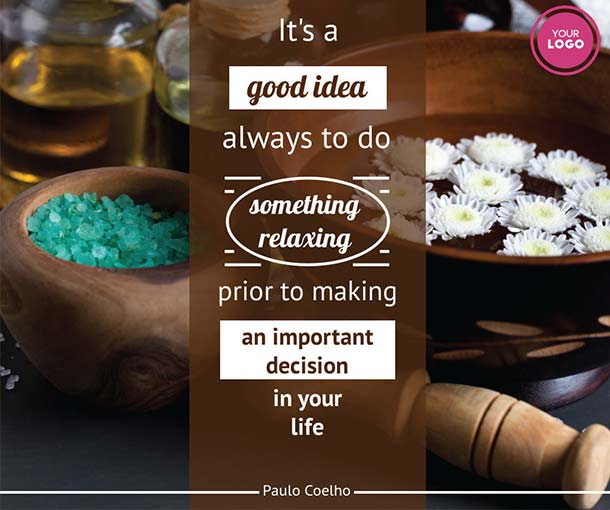 It's a
YOUR
LOGO
good idea
always to do
something
relaxing
prior to making
an important
decision
in your
life
Paulo Coelho